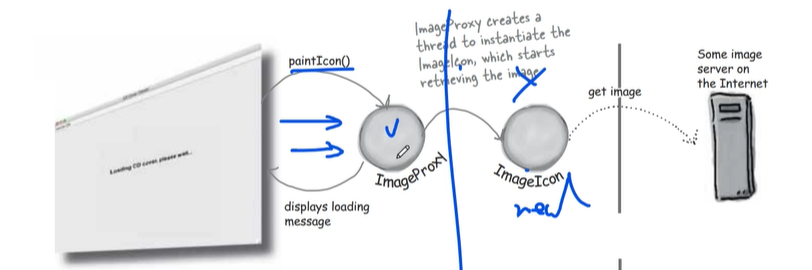 ImageProxy creates a
thread to instantiate the
ImageIcon, which starts
retrieving the image.
paintIcon()
Some image
server on
the Internet
get image
Loading CD cover, please wait...
ImageProxy
ImageIcon
displays loading
message
new